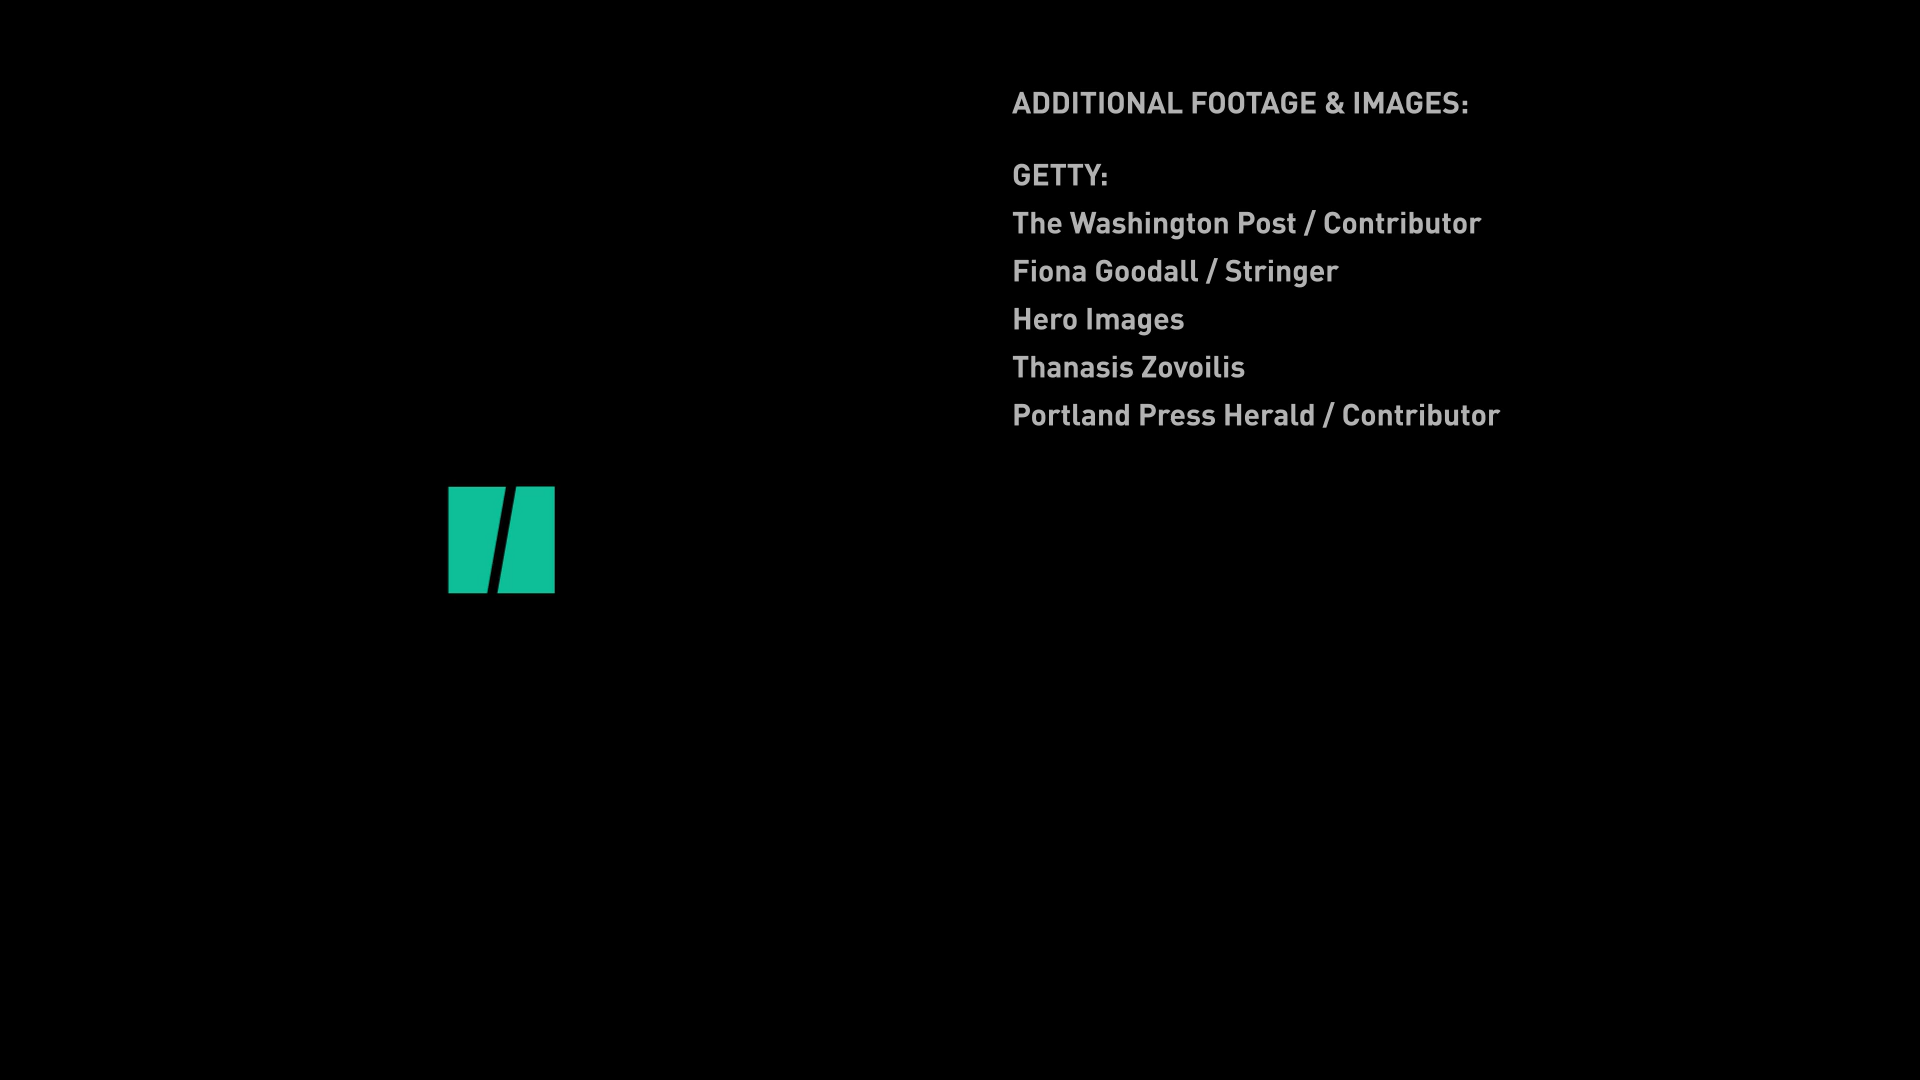 ADDITIONAL FOOTAGE & IMAGES:
GETTY:
The Washington Post / Contributor
Fiona Goodall / Stringer
Hero Images
Thanasis Zovoilis
Portland Press Herald / Contributor